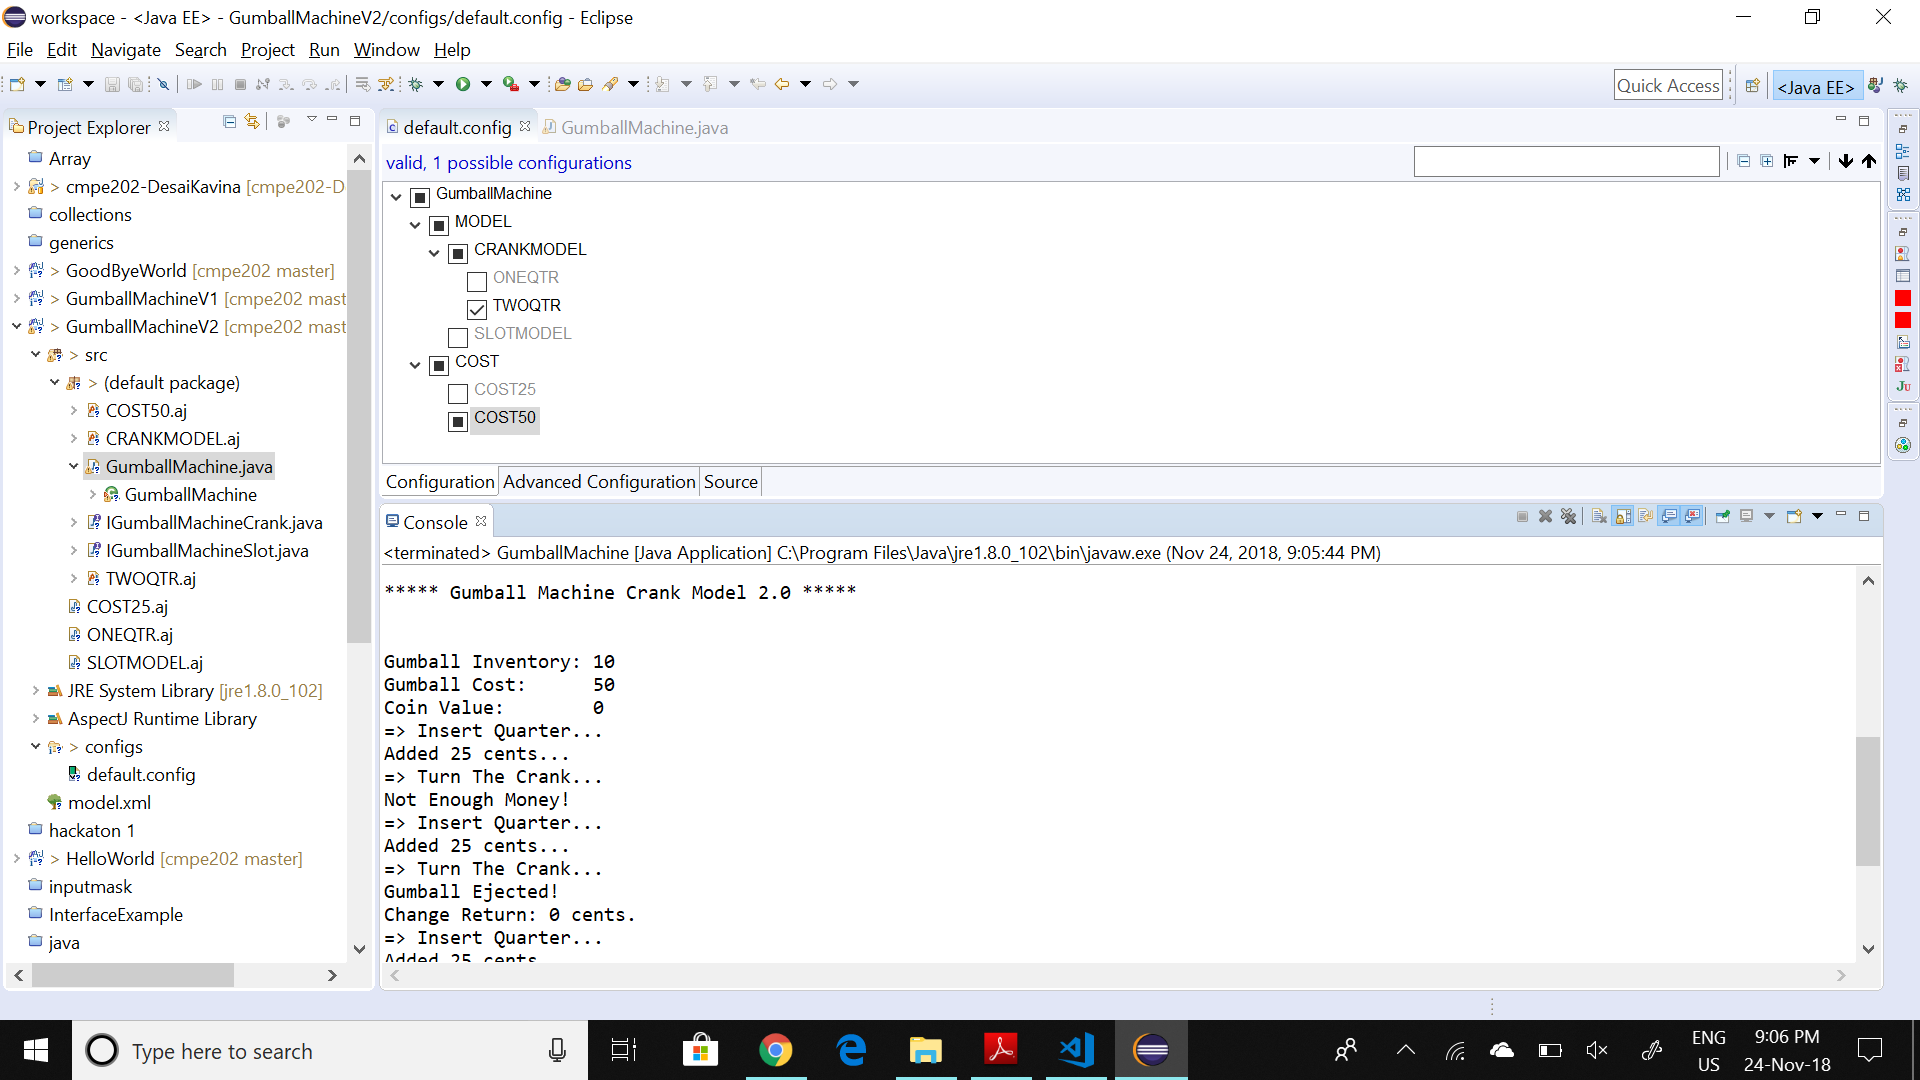 workspace - <Java EE> - GumballMachineV2/configs/default.config - Eclipse
File Edit Navigate Search Project Run Window Help
Quick Access
<Java EE>
Project Explorer
Array
> cmpe202-DesaiKavina [cmpe202-D
collections
generics
> GoodByeWorld [cmpe202 master]
> GumballMachineV1 [cmpe202 mast
> GumballMachineV2 [cmpe202 mast
> src
> (default package)
COST50.aj
CRANKMODEL.aj
GumballMachine.java
GumballMachine
IGumballMachineCrank.java
IGumballMachineSlot.java
TWOQTR.aj
COST25.aj
ONEQTR.aj
SLOTMODEL.aj
JRE System Library [jre1.8.0_102]
AspectJ Runtime Library
> configs
default.config
model.xml
hackaton 1
> HelloWorld [cmpe202 master]
inputmask
InterfaceExample
java
default.config GumballMachine.java
valid, 1 possible configurations
GumballMachine
MODEL
CRANKMODEL
ONEQTR
TWOQTR
SLOTMODEL
COST
COST25
COST50
Configuration Advanced Configuration Source
Console
<terminated> GumballMachine [Java Application] C:\Program Files\Java\jre1.8.0_102\bin\javaw.exe (Nov 24, 2018, 9:05:44 PM)
***** Gumball Machine Crank Model 2.0 *****
Gumball Inventory: 10
Gumball Cost: 50
Coin Value: 0
=> Insert Quarter...
Added 25 cents...
=> Turn The Crank...
Not Enough Money!
=> Insert Quarter...
Added 25 cents...
=> Turn The Crank...
Gumball Ejected!
Change Return: 0 cents.
=> Insert Quarter...
Added 25 cents
Ju
Type here to search
ENG
US
9:06 PM
24-Nov-18